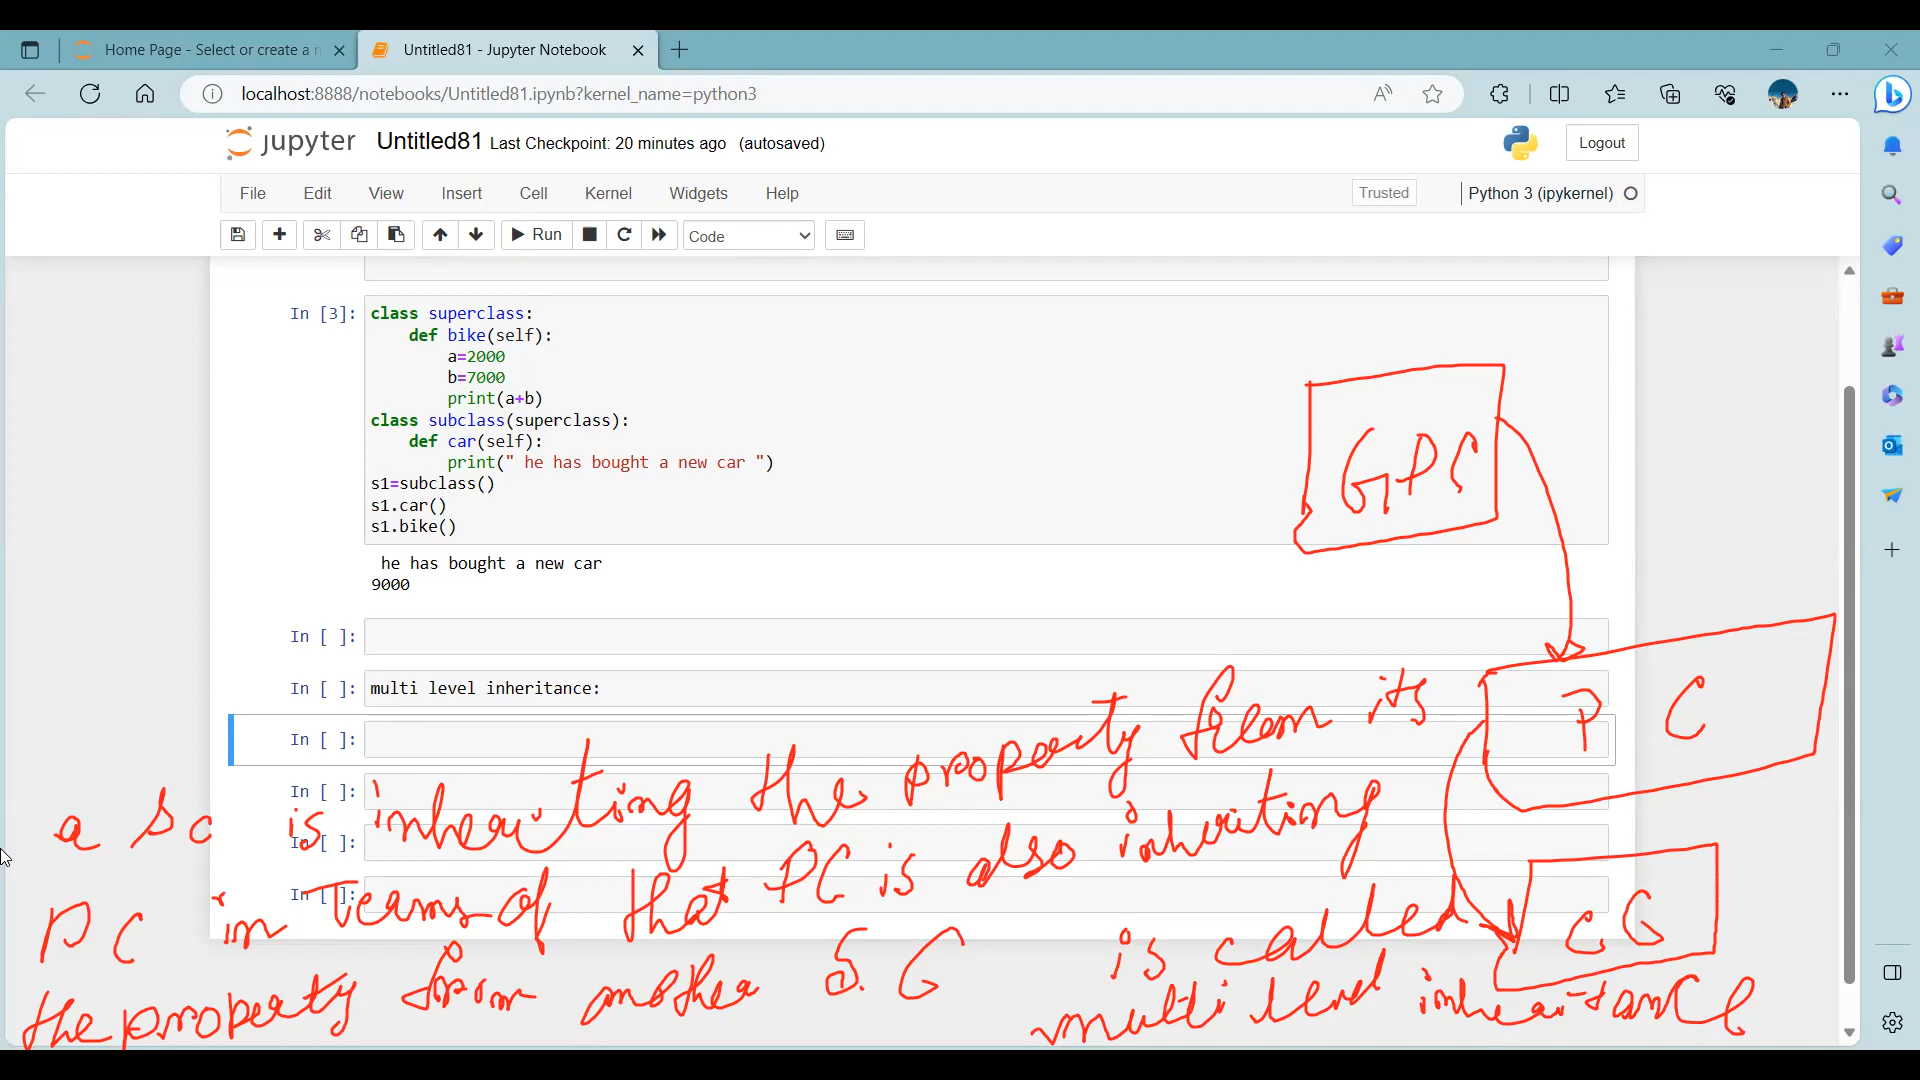 Home Page - Select or create a n
Untitled81 - Jupyter Notebook
localhost:8888/notebooks/Untitled81.ipynb?kernel_name=python3
jupyter Untitled81 Last Checkpoint: 20 minutes ago (autosaved)
Logout
File Edit View Insert Cell Kernel Widgets Help
Trusted
Python 3 (ipykernel)
Run
Code
In [3]:
class superclass:
def bike(self):
a=2000
b=7000
print(a+b)
class subclass(superclass):
def car(self):
print(" he has bought a new car ")
s1=subclass()
s1.car()
s1.bike()
he has bought a new car
9000
In [ ]:
In [ ]: multi level inheritance:
In [ ]:
In [ ]:
In [ ]:
In [ ]:
GPC
P C
C G
a SC is inheriting the property from its
PC in terms of that PC is also inheriting
the property from another S. C is called
multi level inheritance